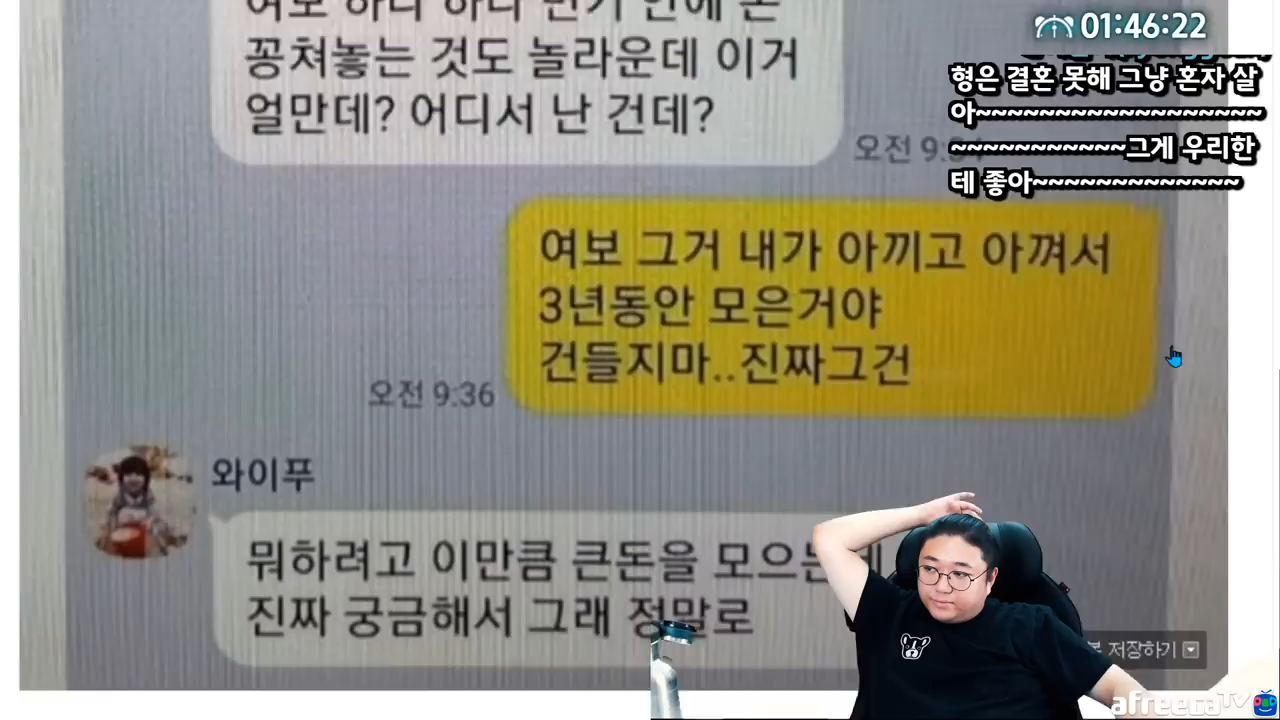 01:46:22
꽁쳐놓는 것도 놀라운데 이거
얼만데? 어디서 난 건데?
오전
형은 결혼 못해 그냥 혼자 살
아~~~~~~~~~~~~~~~~~~
~~~~~~~~~~~그게 우리한
테 좋아~~~~~~~~~~~~~
여보 그거 내가 아끼고 아껴서
3년동안 모은거야
건들지마..진짜그건
오전 9:36
와이푸
뭐하려고 이만큼 큰돈을
진짜 궁금해서 그래 정말로
저장하기
afreecaTV